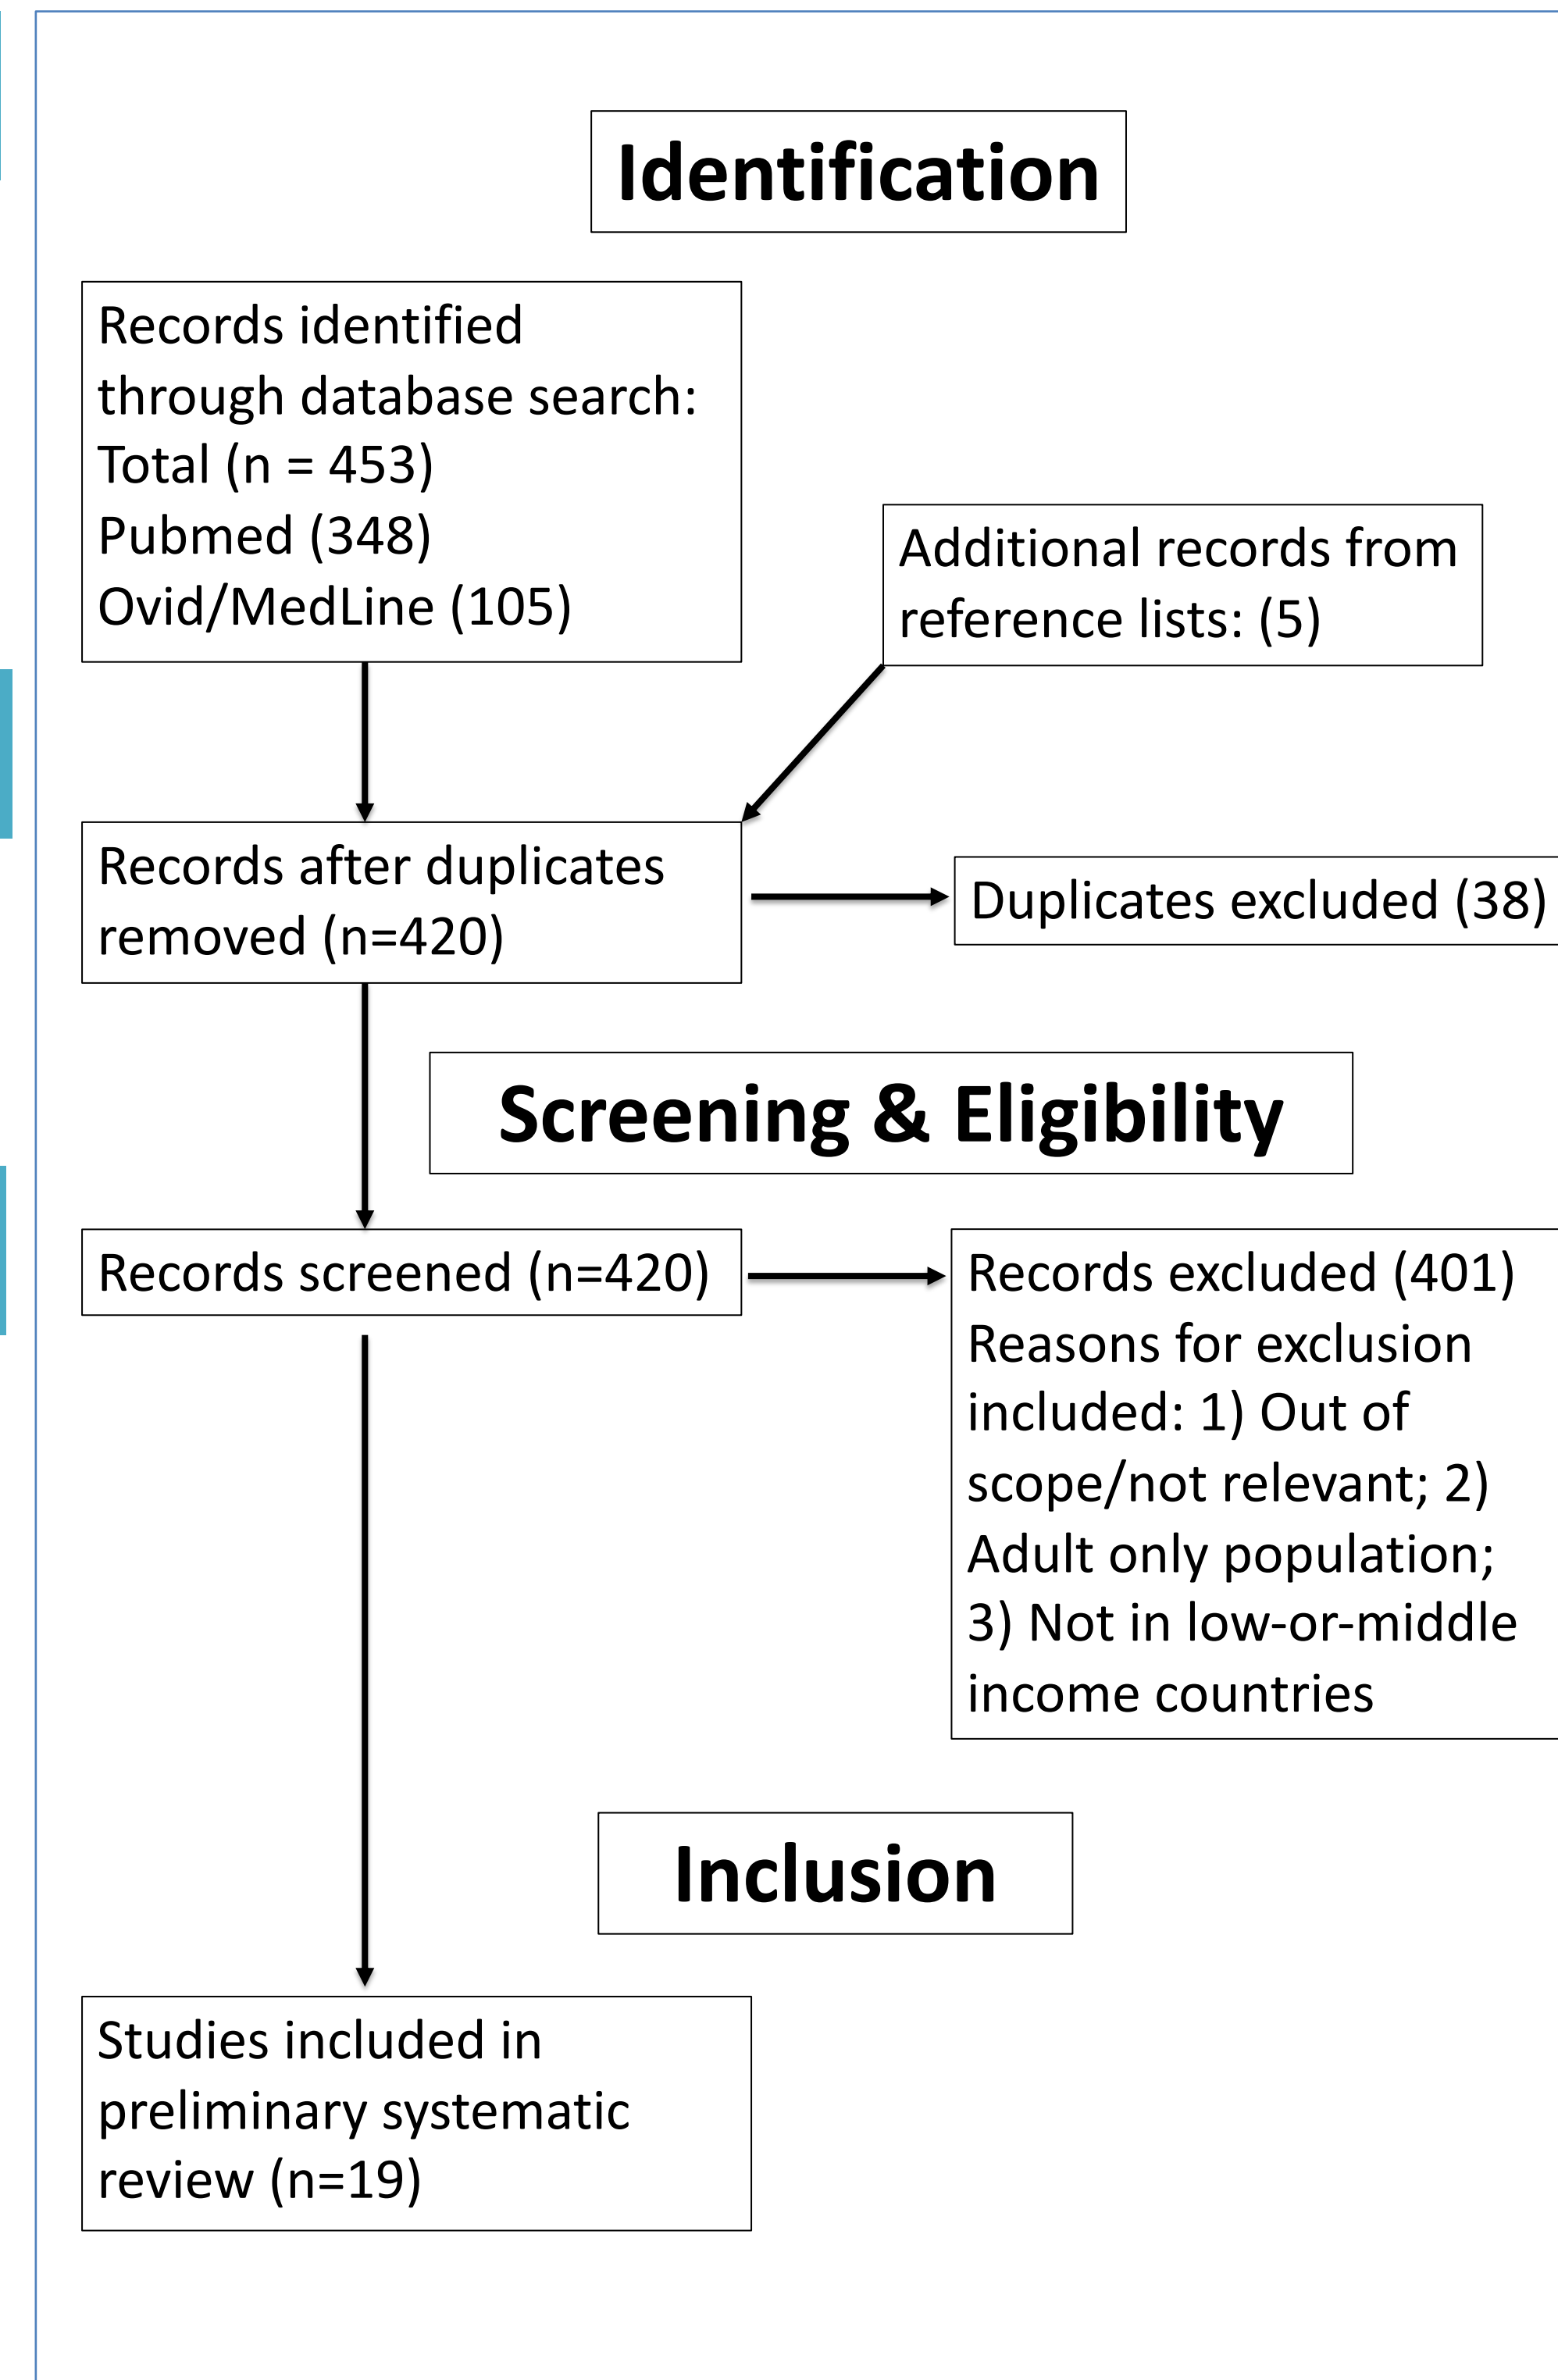 Identification
Records identified
through database search:
Total (n = 453)
Pubmed (348)
Ovid/MedLine (105)
Additional records from
reference lists: (5)
Records after duplicates
removed (n=420)
Duplicates excluded (38)
Screening & Eligibility
Records screened (n=420)
Records excluded (401)
Reasons for exclusion
included: 1) Out of
scope/not relevant; 2)
Adult only population;
3) Not in low-or-middle
income countries
Inclusion
Studies included in
preliminary systematic
review (n=19)